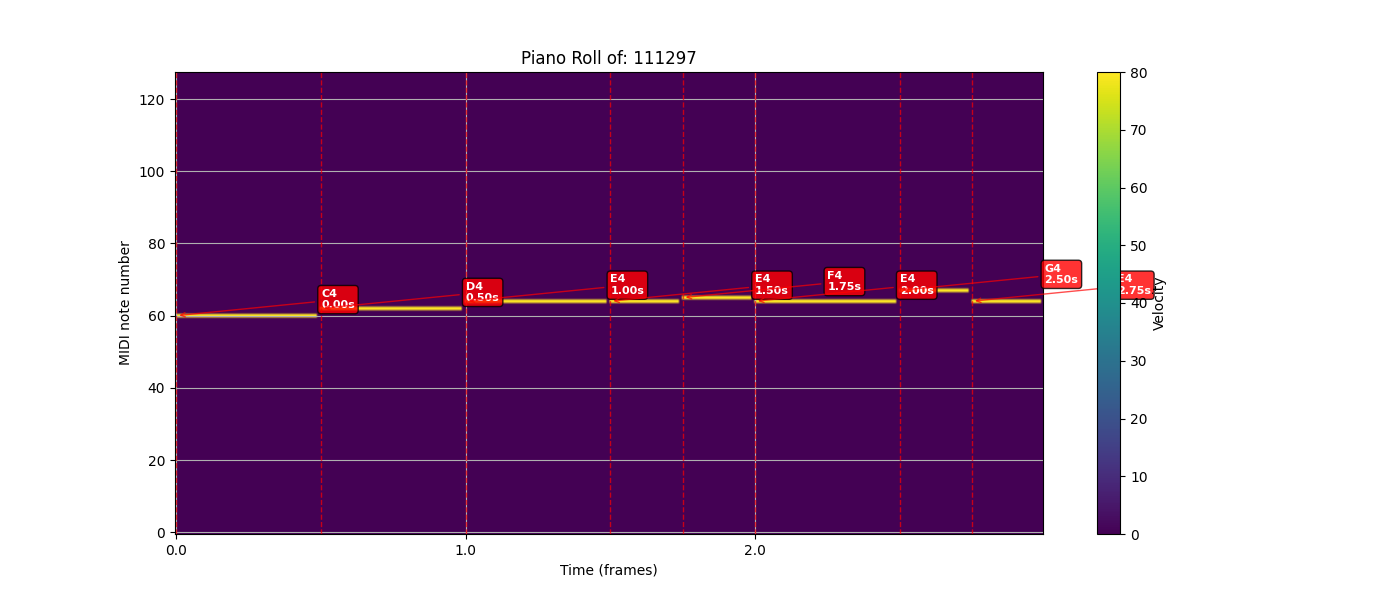 Piano Roll of: 111297
MIDI note number
120
100
80
60
40
20
0
C4
0.00s
D4
0.50s
E4
1.00s
E4
1.50s
F4
1.75s
E4
2.00s
G4
2.50s
E4
2.75s
0.0
1.0
2.0
Time (frames)
80
70
60
50
40
30
20
10
0
Velocity